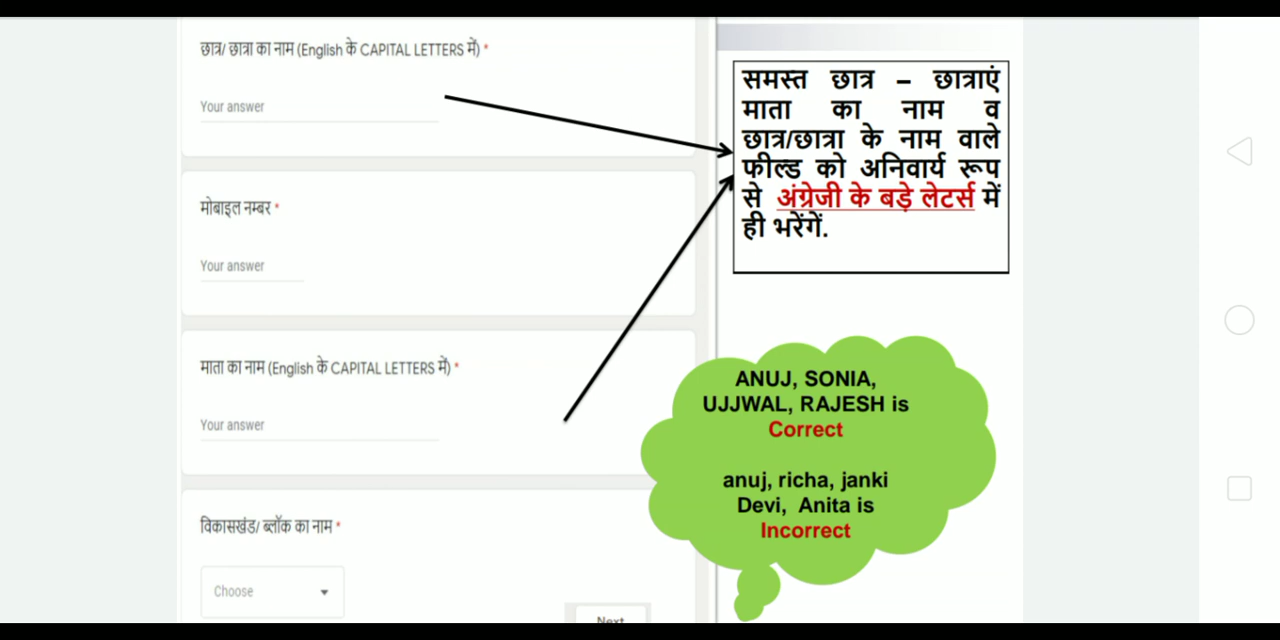 छात्र/ छात्रा का नाम (English के CAPITAL LETTERS में) *
Your answer
मोबाइल नम्बर *
Your answer
माता का नाम (English के CAPITAL LETTERS में) *
Your answer
विकासखंड/ ब्लॉक का नाम *
Choose
Next
समस्त छात्र – छात्राएं
माता का नाम व
छात्र/छात्रा के नाम वाले
फील्ड को अनिवार्य रूप
से अंग्रेजी के बड़े लेटर्स में
ही भरेंगें.
ANUJ, SONIA,
UJJWAL, RAJESH is
Correct
anuj, richa, janki
Devi, Anita is
Incorrect